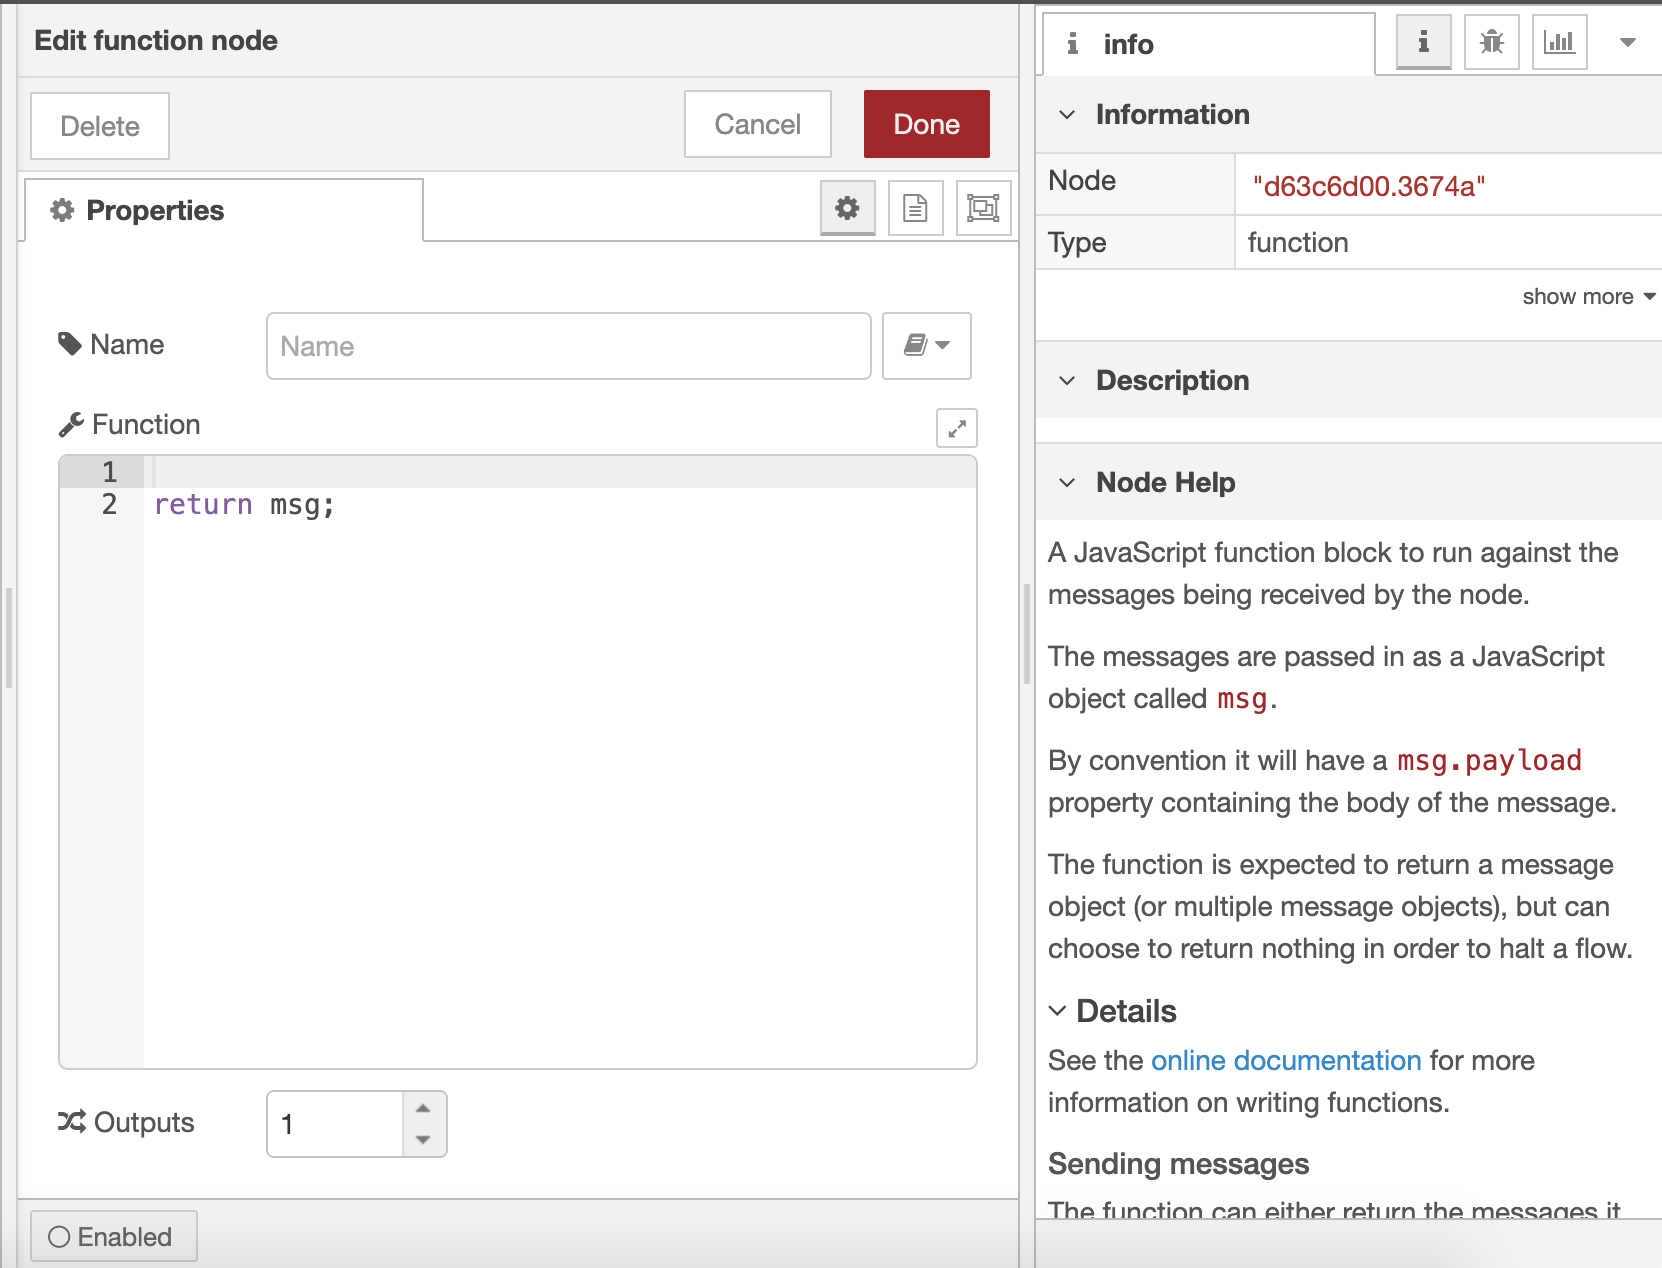 Edit function node
Delete
Cancel
Done
Properties
Name
Name
Function
1
2 return msg;
Outputs
1
Enabled
info
Information
Node "d63c6d00.3674a"
Type function
show more
Description
Node Help
A JavaScript function block to run against the
messages being received by the node.
The messages are passed in as a JavaScript
object called msg.
By convention it will have a msg.payload
property containing the body of the message.
The function is expected to return a message
object (or multiple message objects), but can
choose to return nothing in order to halt a flow.
Details
See the online documentation for more
information on writing functions.
Sending messages
The function can either return the messages it